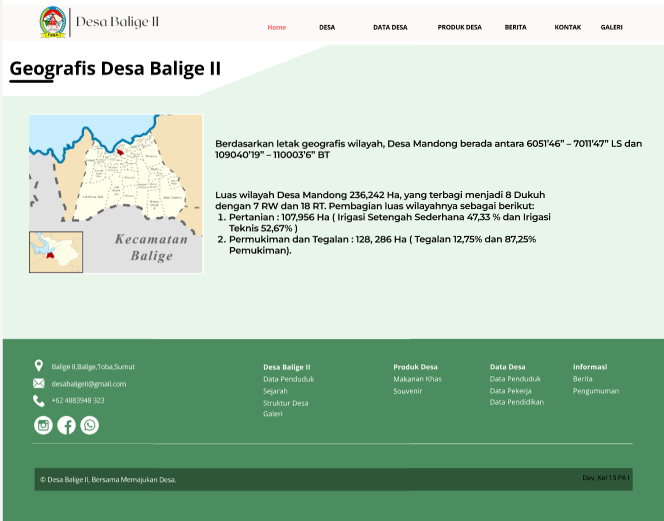 Desa Balige II
Home DESA DATA DESA PRODUK DESA BERITA KONTAK GALERI
Geografis Desa Balige II
Berdasarkan letak geografis wilayah, Desa Mandong berada antara 6051'46" – 7011'47" LS dan
109040'19" – 110003'6" BT
Luas wilayah Desa Mandong 236,242 Ha, yang terbagi menjadi 8 Dukuh
dengan 7 RW dan 18 RT. Pembagian luas wilayahnya sebagai berikut:
1. Pertanian : 107,956 Ha ( Irigasi Setengah Sederhana 47,33 % dan Irigasi
Teknis 52,67% )
2. Permukiman dan Tegalan : 128, 286 Ha ( Tegalan 12,75% dan 87,25%
Pemukiman).
Kecamatan
Balige
Balige II,Balige,Toba,Sumut
desabaligeII@gmail.com
+62 4883948 323
Desa Balige II
Data Penduduk
Sejarah
Struktur Desa
Galeri
Produk Desa
Makanan Khas
Souvenir
Data Desa
Data Penduduk
Data Pekerja
Data Pendidikan
Informasi
Berita
Pengumuman
© Desa Balige II, Bersama Memajukan Desa.
Dev, Kel 13 PA I